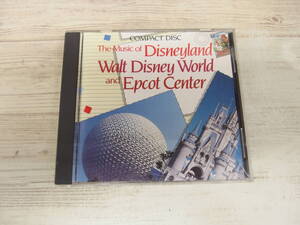 COMPACT DISC
The Music of Disneyland
Walt Disney World
and Epcot Center